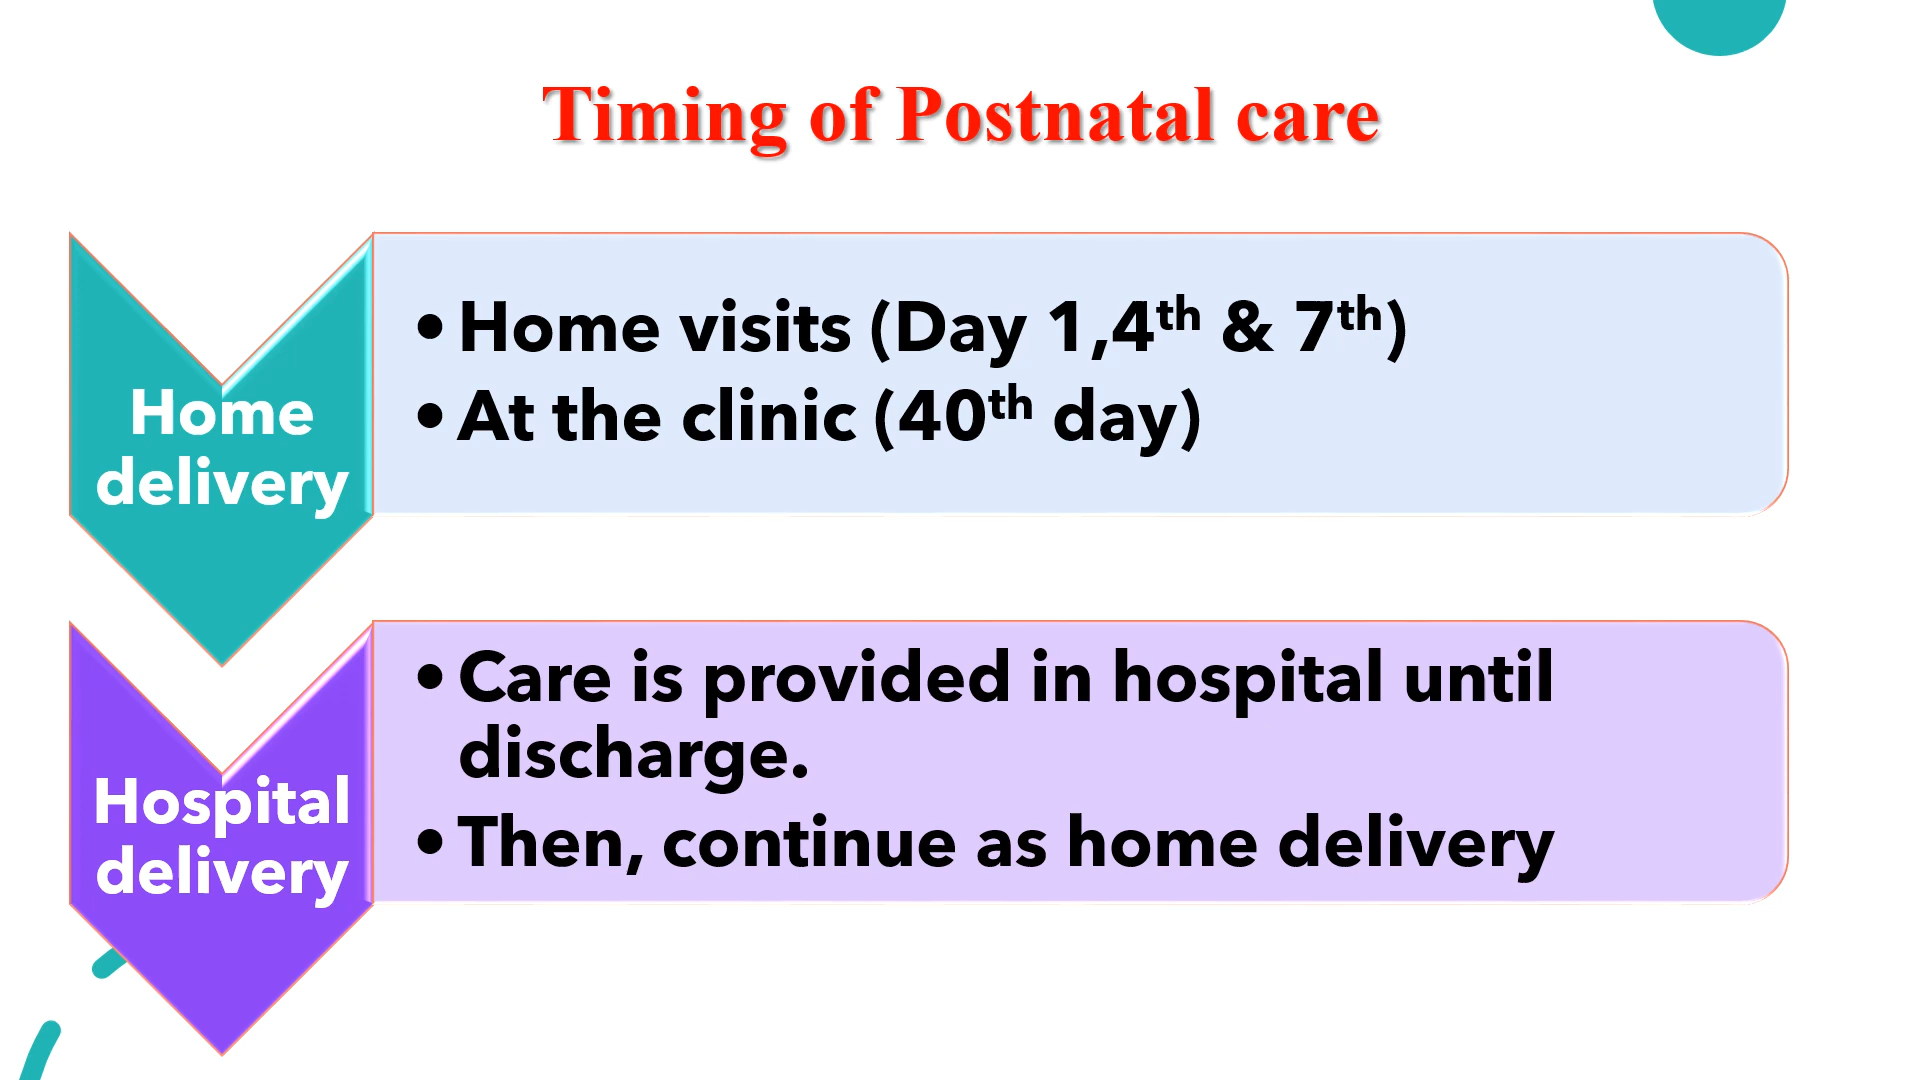 Timing of Postnatal care
Home
delivery
• Home visits (Day 1,4th & 7th)
• At the clinic (40th day)
Hospital
delivery
• Care is provided in hospital until
discharge.
• Then, continue as home delivery